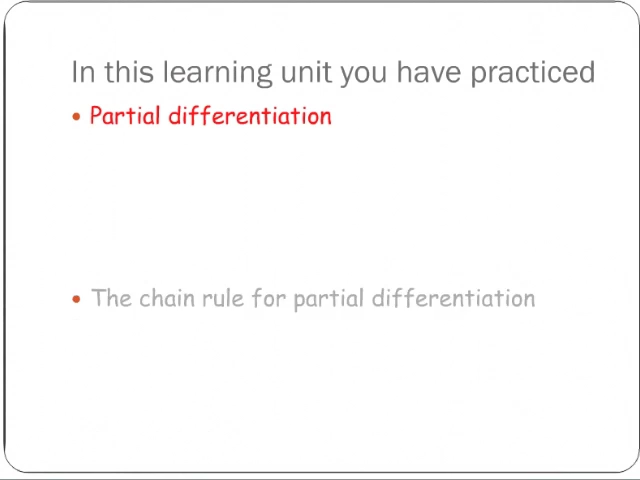 In this learning unit you have practiced
• Partial differentiation
• The chain rule for partial differentiation